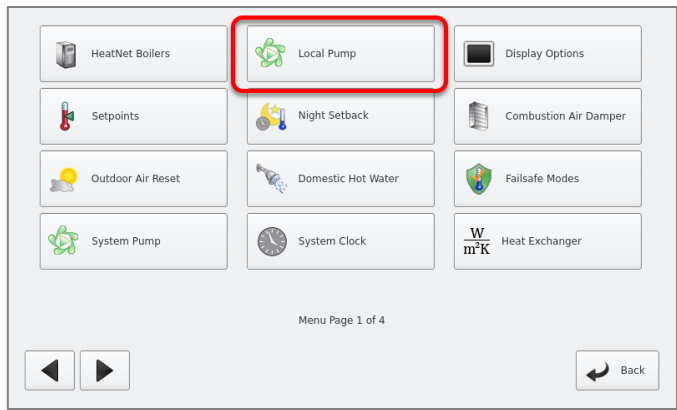 HeatNet Boilers
Local Pump
Display Options
Setpoints
Night Setback
Combustion Air Damper
Outdoor Air Reset
Domestic Hot Water
Failsafe Modes
System Pump
System Clock
W
m²K
Heat Exchanger
Menu Page 1 of 4
Back